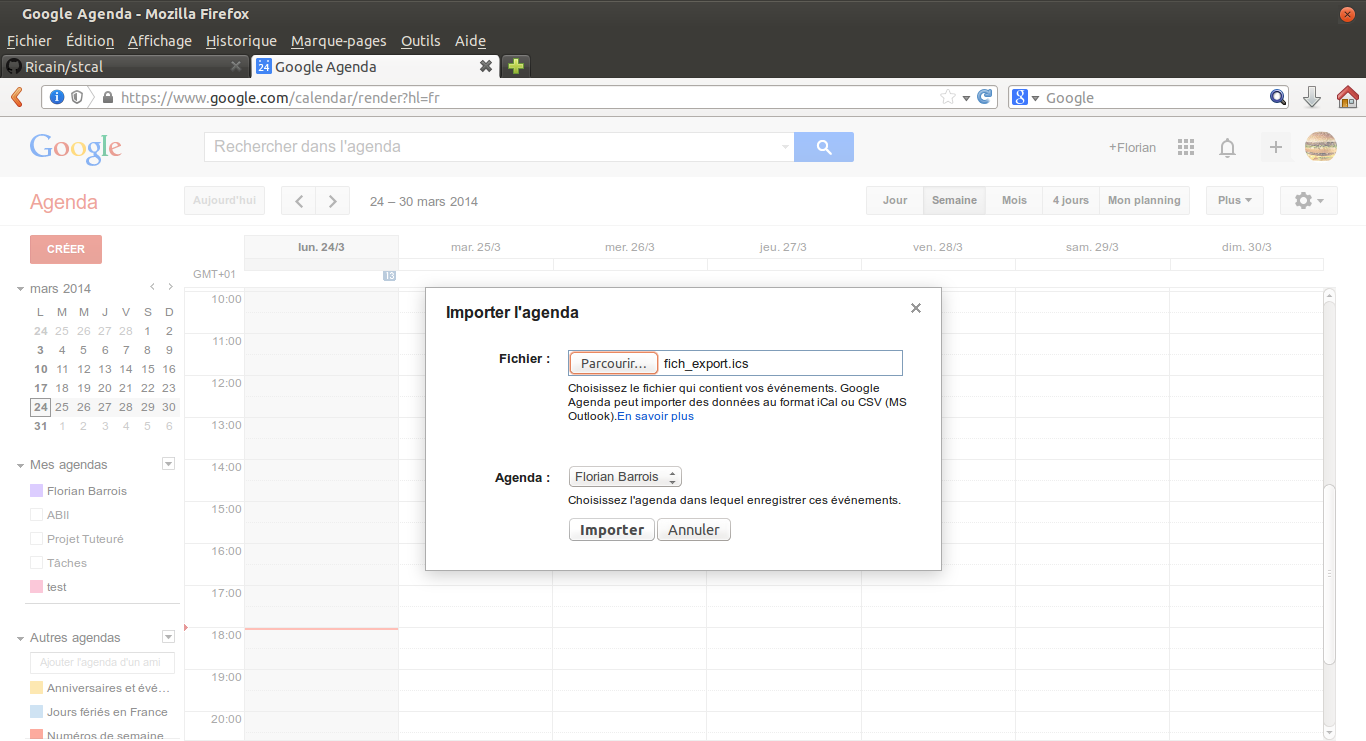 Google Agenda - Mozilla Firefox
Fichier Édition Affichage Historique Marque-pages Outils Aide
Ricain/stcal
24 Google Agenda
https://www.google.com/calendar/render?hl=fr
Google
Google
Rechercher dans l'agenda
+Florian
Agenda
Aujourd'hui
24 – 30 mars 2014
Jour Semaine Mois 4 jours Mon planning Plus
CRÉER
lun. 24/3 mar. 25/3 mer. 26/3 jeu. 27/3 ven. 28/3 sam. 29/3 dim. 30/3
GMT+01
13
mars 2014
L M M J V S D
24 25 26 27 28 1 2
3 4 5 6 7 8 9
10 11 12 13 14 15 16
17 18 19 20 21 22 23
24 25 26 27 28 29 30
31 1 2 3 4 5 6
Mes agendas
Florian Barrois
ABII
Projet Tuteuré
Tâches
test
Autres agendas
Ajouter l'agenda d'un ami
Anniversaires et évé…
Jours fériés en France
Numéros de semaine
10:00
11:00
12:00
13:00
14:00
15:00
16:00
17:00
18:00
19:00
20:00
Importer l'agenda
Fichier : Parcourir… fich_export.ics
Choisissez le fichier qui contient vos événements. Google
Agenda peut importer des données au format iCal ou CSV (MS
Outlook).En savoir plus
Agenda : Florian Barrois
Choisissez l'agenda dans lequel enregistrer ces événements.
Importer Annuler